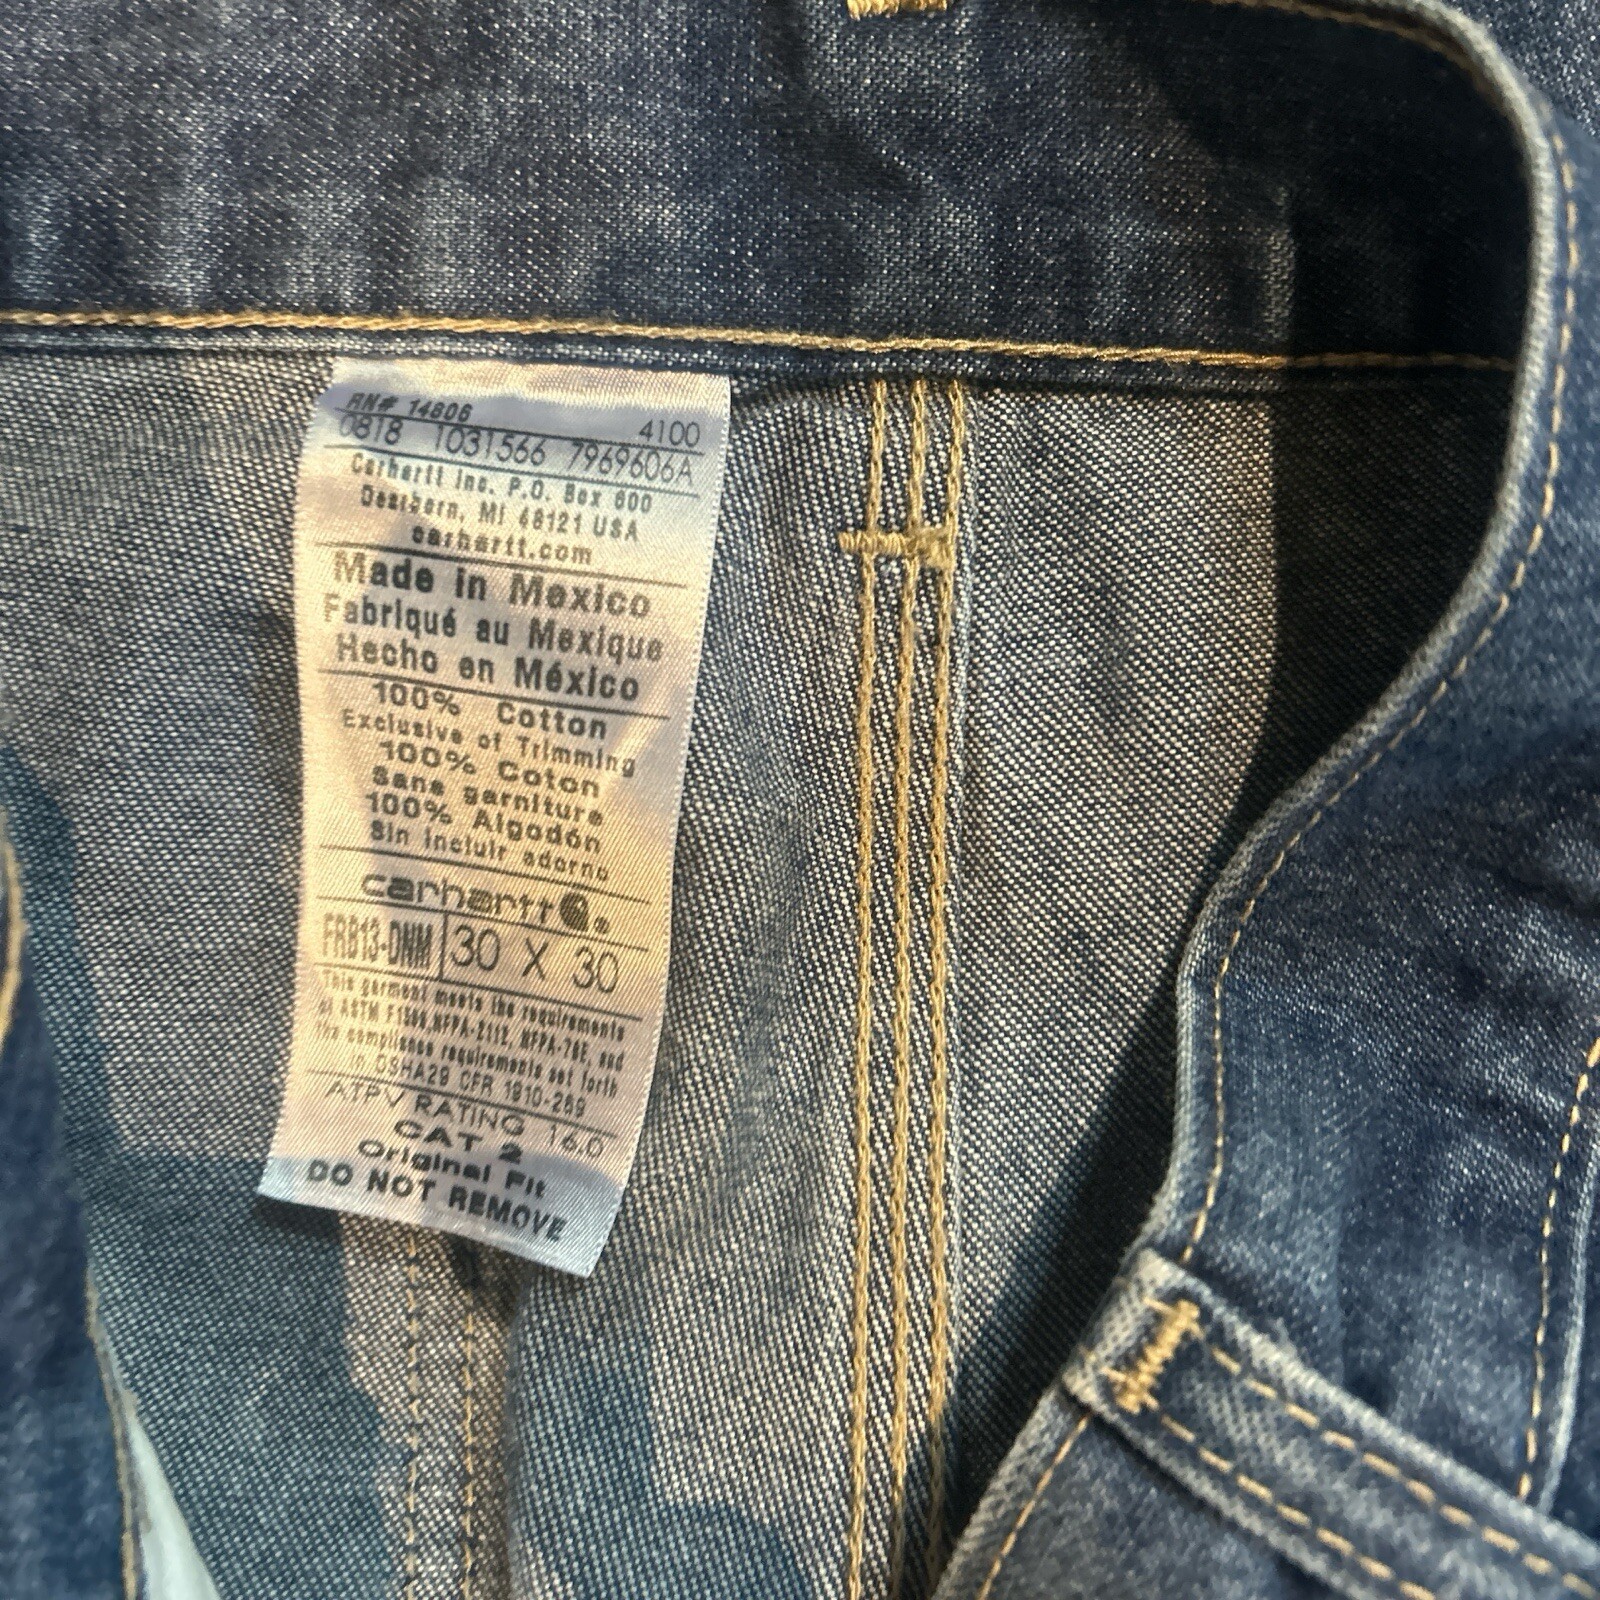 RN# 14806 4100
0818 1031566 7969606A
Carhartt Inc. P.O. Box 600
Dearborn, MI 48121 USA
carhartt.com
Made in Mexico
Fabriqué au Mexique
Hecho en México
100% Cotton
Exclusive of Trimming
100% Coton
Sans garniture
100% Algodón
Sin incluir adorno
carhartt
FRB13-DNM 30 X 30
This garment meets the requirements
of ASTM F1506, NFPA-2112, NFPA-70E, and
the compliance requirements set forth
in OSHA29 CFR 1910-269
ATPV RATING 16.0
CAT 2
Original Fit
DO NOT REMOVE